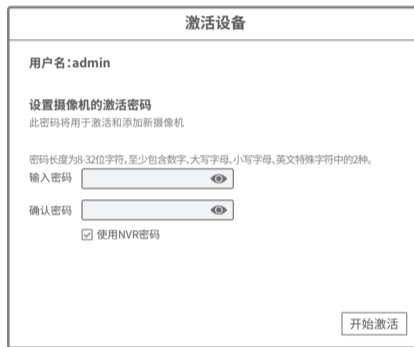 激活设备
用户名:admin
设置摄像机的激活密码
此密码将用于激活和添加新摄像机
密码长度为8-32位字符,至少包含数字、大写字母、小写字母、英文特殊字符中的2种。
输入密码
确认密码
使用NVR密码
开始激活